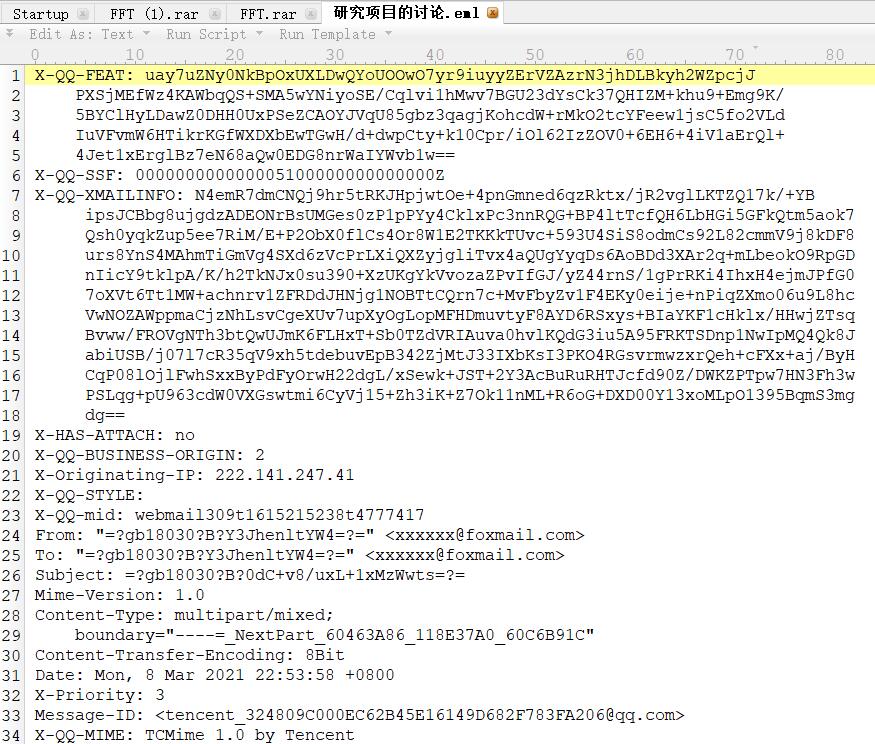 Startup FFT (1).rar FFT.rar 研究项目的讨论.eml
Edit As: Text Run Script Run Template
0 10 20 30 40 50 60 70 80
1 X-QQ-FEAT: uay7uZNy0NkBpOxUXLDwQYoUOOwO7yr9iuyyZErVZAzrN3jhDLBkyh2WZpcjJ
2 PXSjMEfWz4KAWbqQS+SMA5wYNiyoSE/Cqlvi1hMwv7BGU23dYsCk37QHIZM+khu9+Emg9K/
3 5BYClHyLDawZ0DHH0UxPSeZCAOYJVqU85gbz3qagjKohcdW+rMkO2tcYFeew1jsC5fo2VLd
4 IuVFvmW6HTikrKGfWXDXbEwTGwH/d+dwpCty+k10Cpr/iOl62IzZOV0+6EH6+4iV1aErQl+
5 4Jet1xErglBz7eN68aQw0EDG8nrWaIYWvb1w==
6 X-QQ-SSF: 00000000000000510000000000000000Z
7 X-QQ-XMAILINFO: N4emR7dmCNQj9hr5tRKJHpjwtOe+4pnGmned6qzRktx/jR2vglLKTZQ17k/+YB
8 ipsJCBbg8ujgdzADEONrBsUMGes0zP1pPYy4CklxPc3nnRQG+BP4ltTcfQH6LbHGi5GFkQtm5aok7
9 Qsh0yqkZup5ee7RiM/E+P2ObX0flCs4Or8W1E2TKKkTUvc+593U4SiS8odmCs92L82cmmV9j8kDF8
10 urs8YnS4MAhmTiGmVg4SXd6zVcPrLXiQXZyjgliTvx4aQUgYyqDs6AoBDd3XAr2q+mLbeokO9RpGD
11 nIicY9tklpA/K/h2TkNJx0su390+XzUKgYkVvozaZPvIfGJ/yZ44rnS/1gPrRKi4IhxH4ejmJPfG0
12 7oXVt6Tt1MW+achnrv1ZFRDdJHNjg1NOBTtCQrn7c+MvFbyZv1F4EKy0eije+nPiqZXmo06u9L8hc
13 VwNOZAWppmaCjzNhLsvCgeXUv7upXyOgLopMFHDmuvtyF8AYD6RSxys+BIaYKF1cHklx/HHwjZTsq
14 Bvww/FROVgNTh3btQwUJmK6FLHxT+Sb0TZdVRIAuva0hvlKQdG3iu5A95FRKTSDnp1NwIpMQ4Qk8J
15 abiUSB/j07l7cR35qV9xh5tdebuvEpB342ZjMtJ33IXbKsI3PKO4RGsvrmwzxrQeh+cFXx+aj/ByH
16 CqP08lOjlFwhSxxByPdFyOrwH22dgL/xSewk+JST+2Y3AcBuRuRHTJcfd90Z/DWKZPTpw7HN3Fh3w
17 PSLqg+pU963cdW0VXGswtmi6CyVj15+Zh3iK+Z7Ok11nML+R6oG+DXD00Y13xoMLpO1395BqmS3mg
18 dg==
19 X-HAS-ATTACH: no
20 X-QQ-BUSINESS-ORIGIN: 2
21 X-Originating-IP: 222.141.247.41
22 X-QQ-STYLE:
23 X-QQ-mid: webmail309t1615215238t4777417
24 From: "=?gb18030?B?Y3JhenltYW4=?=" <xxxxxx@foxmail.com>
25 To: "=?gb18030?B?Y3JhenltYW4=?=" <xxxxxx@foxmail.com>
26 Subject: =?gb18030?B?0dC+v8/uxL+1xMzWwts=?=
27 Mime-Version: 1.0
28 Content-Type: multipart/mixed;
29 boundary="----=_NextPart_60463A86_118E37A0_60C6B91C"
30 Content-Transfer-Encoding: 8Bit
31 Date: Mon, 8 Mar 2021 22:53:58 +0800
32 X-Priority: 3
33 Message-ID: <tencent_324809C000EC62B45E16149D682F783FA206@qq.com>
34 X-QQ-MIME: TCMime 1.0 by Tencent